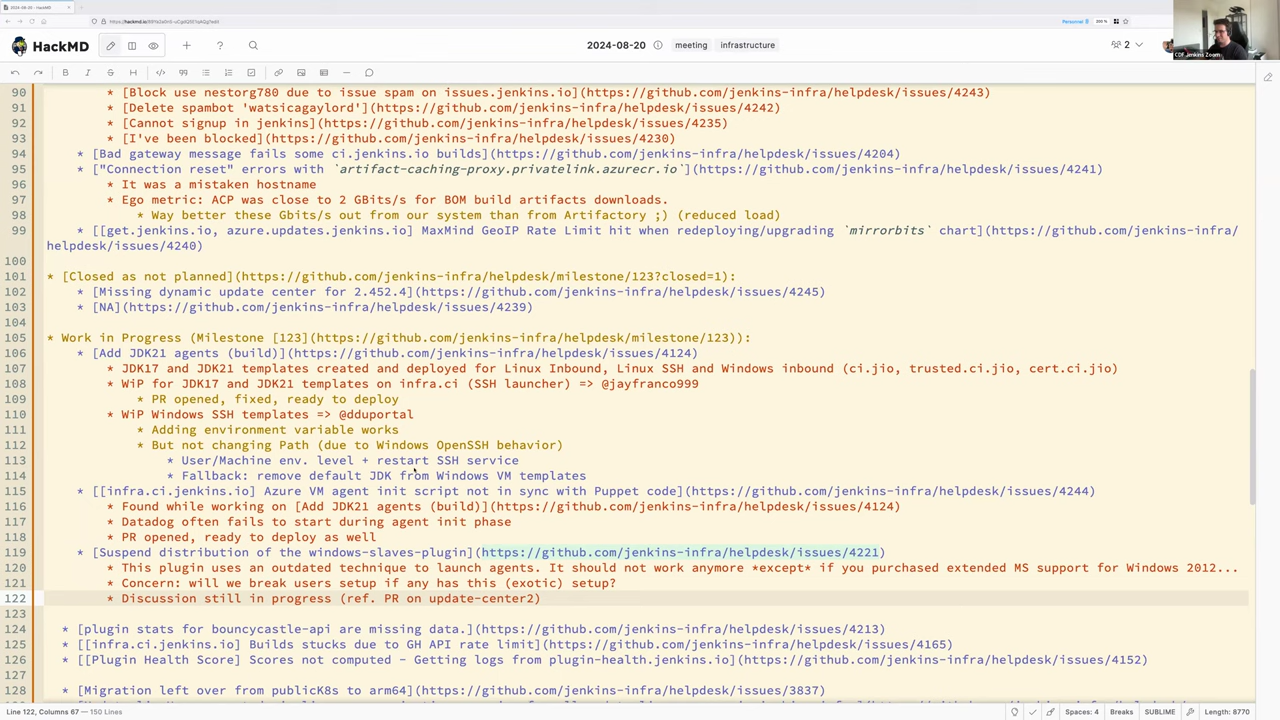 2024-08-20
HackMD
2024-08-20
meeting
infrastructure
2
CDF Jenkins Zoom
90 * [Block use nestorg780 due to issue spam on issues.jenkins.io](https://github.com/jenkins-infra/helpdesk/issues/4243)
91 * [Delete spambot 'watsicagaylord'](https://github.com/jenkins-infra/helpdesk/issues/4242)
92 * [Cannot signup in jenkins](https://github.com/jenkins-infra/helpdesk/issues/4235)
93 * [I've been blocked](https://github.com/jenkins-infra/helpdesk/issues/4230)
94 * [Bad gateway message fails some ci.jenkins.io builds](https://github.com/jenkins-infra/helpdesk/issues/4204)
95 * ["Connection reset" errors with `artifact-caching-proxy.privatelink.azurecr.io`](https://github.com/jenkins-infra/helpdesk/issues/4241)
96 * It was a mistaken hostname
97 * Ego metric: ACP was close to 2 GBits/s for BOM build artifacts downloads.
98 * Way better these Gbits/s out from our system than from Artifactory ;) (reduced load)
99 * [[get.jenkins.io, azure.updates.jenkins.io] MaxMind GeoIP Rate Limit hit when redeploying/upgrading `mirrorbits` chart](https://github.com/jenkins-infra/
helpdesk/issues/4240)
100
101 * [Closed as not planned](https://github.com/jenkins-infra/helpdesk/milestone/123?closed=1):
102 * [Missing dynamic update center for 2.452.4](https://github.com/jenkins-infra/helpdesk/issues/4245)
103 * [NA](https://github.com/jenkins-infra/helpdesk/issues/4239)
104
105 * Work in Progress (Milestone [123](https://github.com/jenkins-infra/helpdesk/milestone/123)):
106 * [Add JDK21 agents (build)](https://github.com/jenkins-infra/helpdesk/issues/4124)
107 * JDK17 and JDK21 templates created and deployed for Linux Inbound, Linux SSH and Windows inbound (ci.jio, trusted.ci.jio, cert.ci.jio)
108 * WiP for JDK17 and JDK21 templates on infra.ci (SSH launcher) => @jayfranco999
109 * PR opened, fixed, ready to deploy
110 * WiP Windows SSH templates => @dduportal
111 * Adding environment variable works
112 * But not changing Path (due to Windows OpenSSH behavior)
113 * User/Machine env. level + restart SSH service
114 * Fallback: remove default JDK from Windows VM templates
115 * [[infra.ci.jenkins.io] Azure VM agent init script not in sync with Puppet code](https://github.com/jenkins-infra/helpdesk/issues/4244)
116 * Found while working on [Add JDK21 agents (build)](https://github.com/jenkins-infra/helpdesk/issues/4124)
117 * Datadog often fails to start during agent init phase
118 * PR opened, ready to deploy as well
119 * [Suspend distribution of the windows-slaves-plugin](https://github.com/jenkins-infra/helpdesk/issues/4221)
120 * This plugin uses an outdated technique to launch agents. It should not work anymore *except* if you purchased extended MS support for Windows 2012...
121 * Concern: will we break users setup if any has this (exotic) setup?
122 * Discussion still in progress (ref. PR on update-center2)
123
124 * [plugin stats for bouncycastle-api are missing data.](https://github.com/jenkins-infra/helpdesk/issues/4213)
125 * [[infra.ci.jenkins.io] Builds stucks due to GH API rate limit](https://github.com/jenkins-infra/helpdesk/issues/4165)
126 * [[Plugin Health Score] Scores not computed - Getting logs from plugin-health.jenkins.io](https://github.com/jenkins-infra/helpdesk/issues/4152)
127
128 * [Migration left over from publicK8s to arm64](https://github.com/jenkins-infra/helpdesk/issues/3837)
Line 122, Columns 67 — 150 Lines
Spaces: 4
Breaks
SUBLIME
Length: 8770